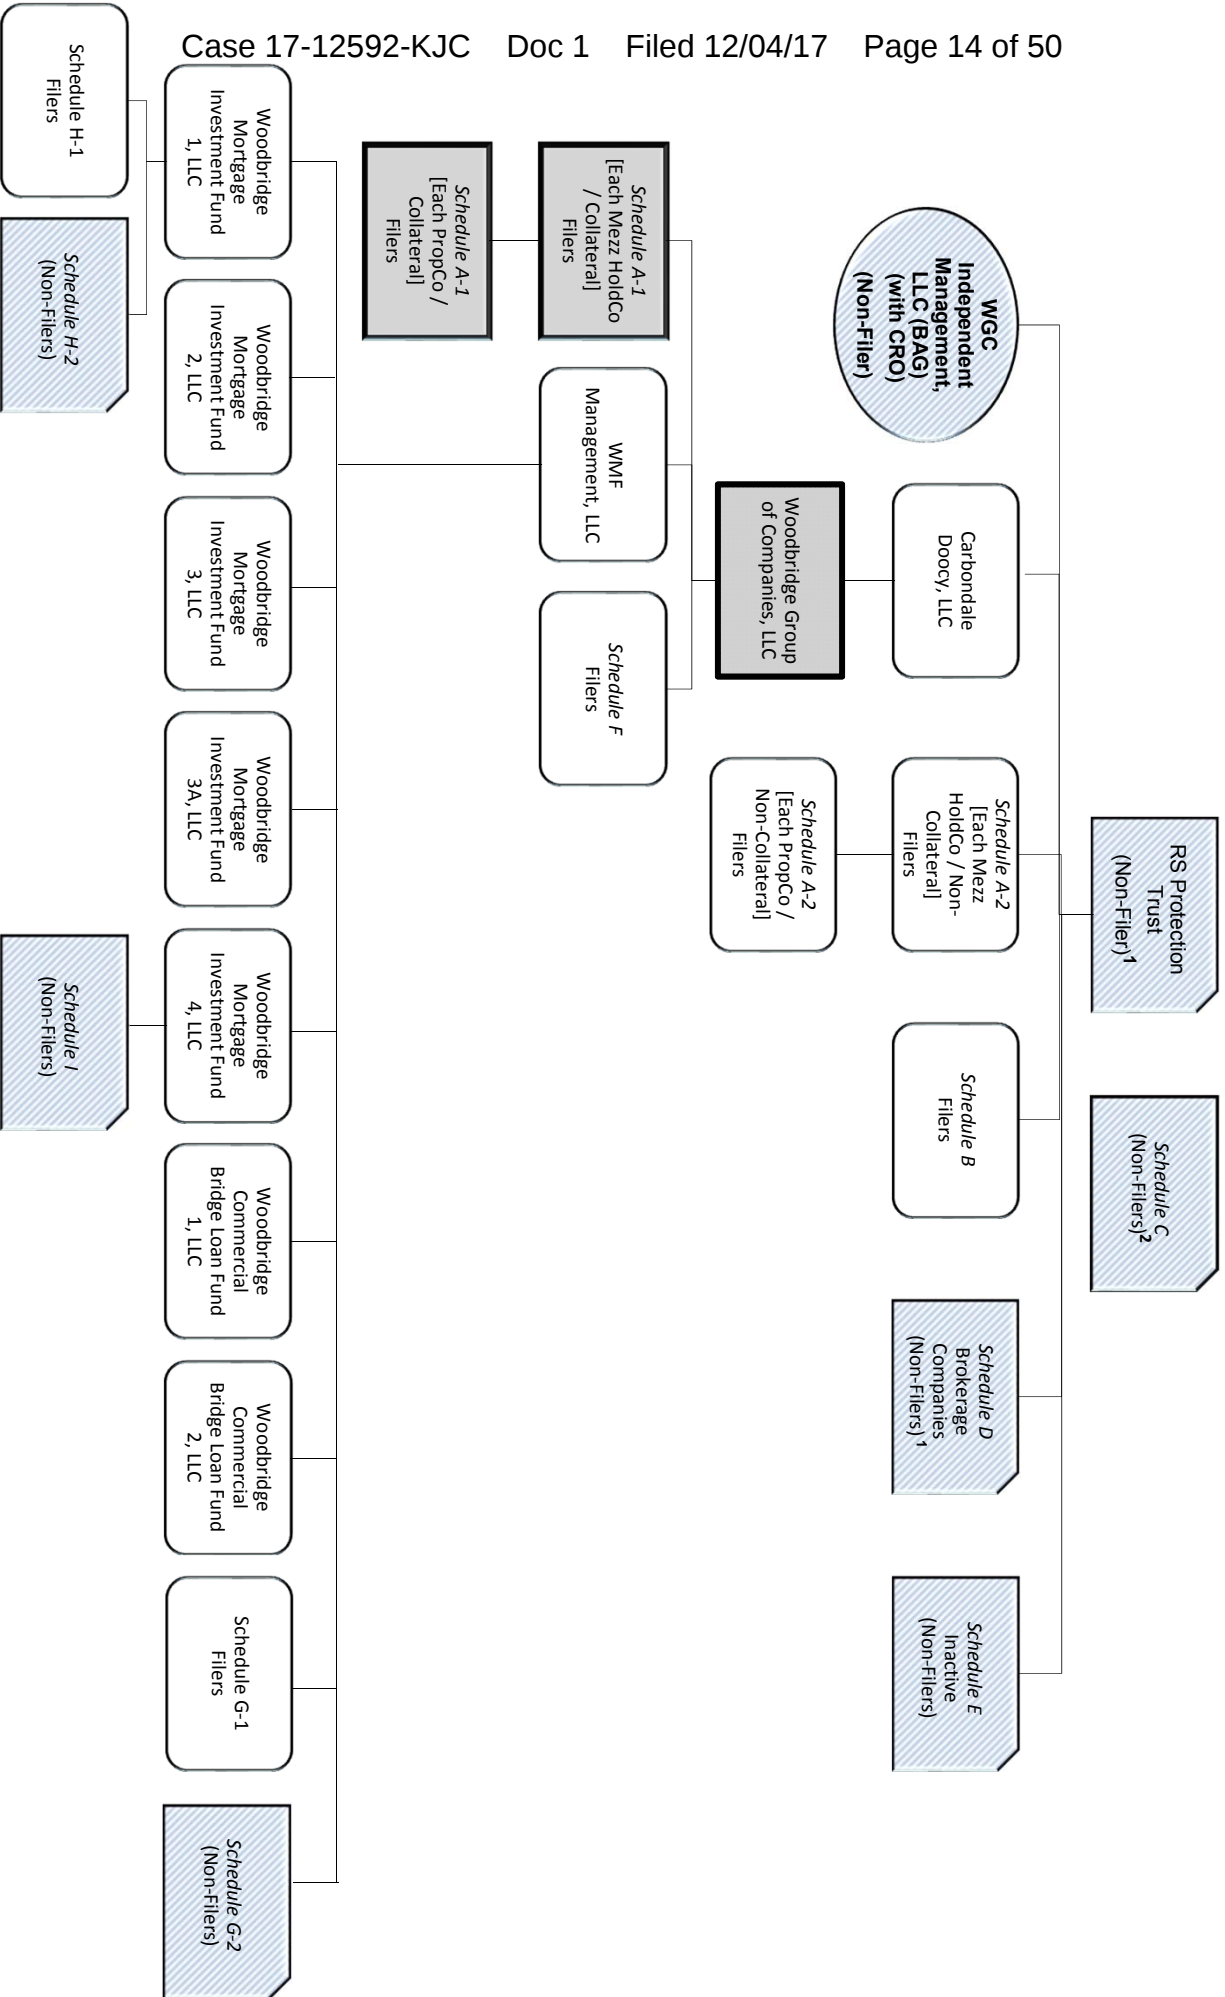 Case 17-12592-KJC Doc 1 Filed 12/04/17 Page 14 of 50
RS Protection
Trust
(Non-Filer)1
Schedule C
(Non-Filers)2
WGC
Independent
Management,
LLC (BAG)
(with CRO)
(Non-Filer)
Carbondale
Doocy, LLC
Schedule A-2
[Each Mezz
HoldCo / Non-
Collateral]
Filers
Schedule B
Filers
Schedule D
Brokerage
Companies
(Non-Filers) 1
Schedule E
Inactive
(Non-Filers)
Woodbridge Group
of Companies, LLC
Schedule A-2
[Each PropCo /
Non-Collateral]
Filers
Schedule A-1
[Each Mezz HoldCo
/ Collateral]
Filers
WMF
Management, LLC
Schedule F
Filers
Schedule A-1
[Each PropCo /
Collateral]
Filers
Woodbridge
Mortgage
Investment Fund
1, LLC
Woodbridge
Mortgage
Investment Fund
2, LLC
Woodbridge
Mortgage
Investment Fund
3, LLC
Woodbridge
Mortgage
Investment Fund
3A, LLC
Woodbridge
Mortgage
Investment Fund
4, LLC
Woodbridge
Commercial
Bridge Loan Fund
1, LLC
Woodbridge
Commercial
Bridge Loan Fund
2, LLC
Schedule G-1
Filers
Schedule G-2
(Non-Filers)
Schedule H-1
Filers
Schedule H-2
(Non-Filers)
Schedule I
(Non-Filers)